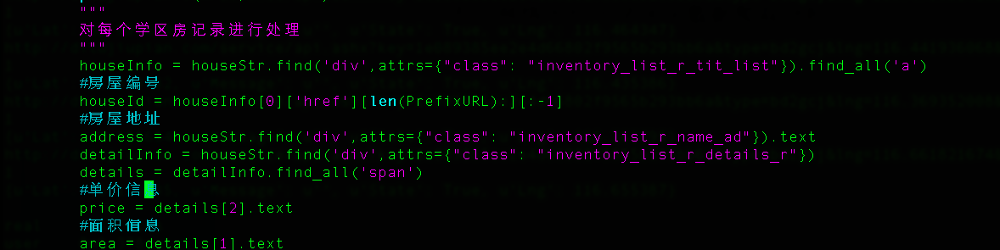 """
对每个学区房记录进行处理
"""
houseInfo = houseStr.find('div',attrs={"class": "inventory_list_r_tit_list"}).find_all('a')
#房屋编号
houseId = houseInfo[0]['href'][len(PrefixURL):][:-1]
#房屋地址
address = houseStr.find('div',attrs={"class": "inventory_list_r_name_ad"}).text
detailInfo = houseStr.find('div',attrs={"class": "inventory_list_r_details_r"})
details = detailInfo.find_all('span')
#单价信息
price = details[2].text
#面积信息
area = details[1].text